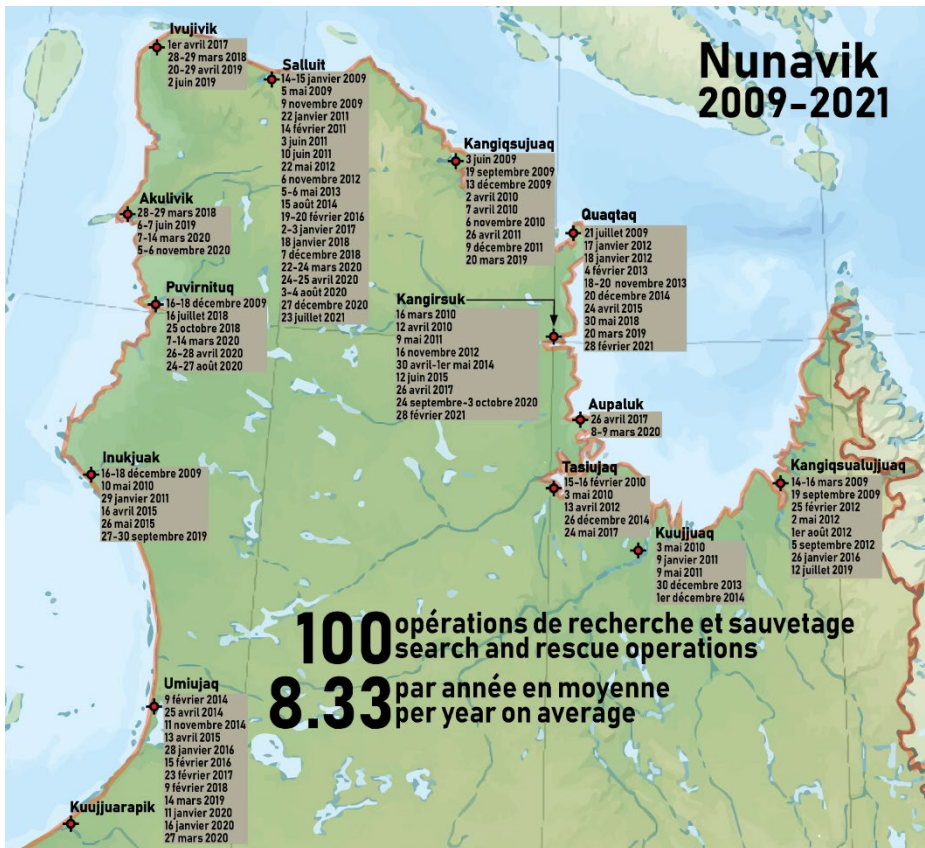 Nunavik
2009-2021
Ivujivik
1er avril 2017
28-29 mars 2018
20-29 avril 2019
2 juin 2019
Salluit
14-15 janvier 2009
5 mai 2009
9 novembre 2009
22 janvier 2011
14 février 2011
3 juin 2011
10 juin 2011
22 mai 2012
6 novembre 2012
5-6 mai 2013
15 août 2014
19-20 février 2016
2-3 janvier 2017
18 janvier 2018
7 décembre 2018
22-24 mars 2020
24-25 avril 2020
3-4 août 2020
27 décembre 2020
23 juillet 2021
Kangiqsujuaq
3 juin 2009
19 septembre 2009
13 décembre 2009
2 avril 2010
7 avril 2010
6 novembre 2010
26 avril 2011
9 décembre 2011
20 mars 2019
Akulivik
28-29 mars 2018
6-7 juin 2019
7-14 mars 2020
5-6 novembre 2020
Quaqtaq
21 juillet 2009
17 janvier 2012
18 janvier 2012
4 février 2013
18-20 novembre 2013
20 décembre 2014
24 avril 2015
30 mai 2018
20 mars 2019
28 février 2021
Puvirnituq
16-18 décembre 2009
16 juillet 2018
25 octobre 2018
7-14 mars 2020
26-28 avril 2020
24-27 août 2020
Kangirsuk
16 mars 2010
12 avril 2010
9 mai 2011
16 novembre 2012
30 avril-1er mai 2014
12 juin 2015
26 avril 2017
24 septembre-3 octobre 2020
28 février 2021
Aupaluk
26 avril 2017
8-9 mars 2020
Inukjuak
16-18 décembre 2009
10 mai 2010
29 janvier 2011
16 avril 2015
26 mai 2015
27-30 septembre 2019
Tasiujaq
15-16 février 2010
3 mai 2010
13 avril 2012
26 décembre 2014
24 mai 2017
Kangiqsualujjuaq
14-16 mars 2009
19 septembre 2009
25 février 2012
2 mai 2012
1er août 2012
5 septembre 2012
26 janvier 2016
12 juillet 2019
Kuujjuaq
3 mai 2010
9 janvier 2011
9 mai 2011
30 décembre 2013
1er décembre 2014
100 opérations de recherche et sauvetage
search and rescue operations
8.33 par année en moyenne
per year on average
Umiujaq
9 février 2014
25 avril 2014
11 novembre 2014
13 avril 2015
28 janvier 2016
15 février 2016
23 février 2017
9 février 2018
14 mars 2019
11 janvier 2020
16 janvier 2020
27 mars 2020
Kuujjuarapik